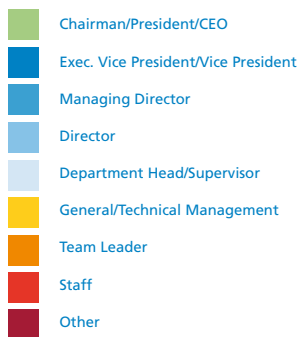 Chairman/President/CEO
Exec. Vice President/Vice President
Managing Director
Director
Department Head/Supervisor
General/Technical Management
Team Leader
Staff
Other